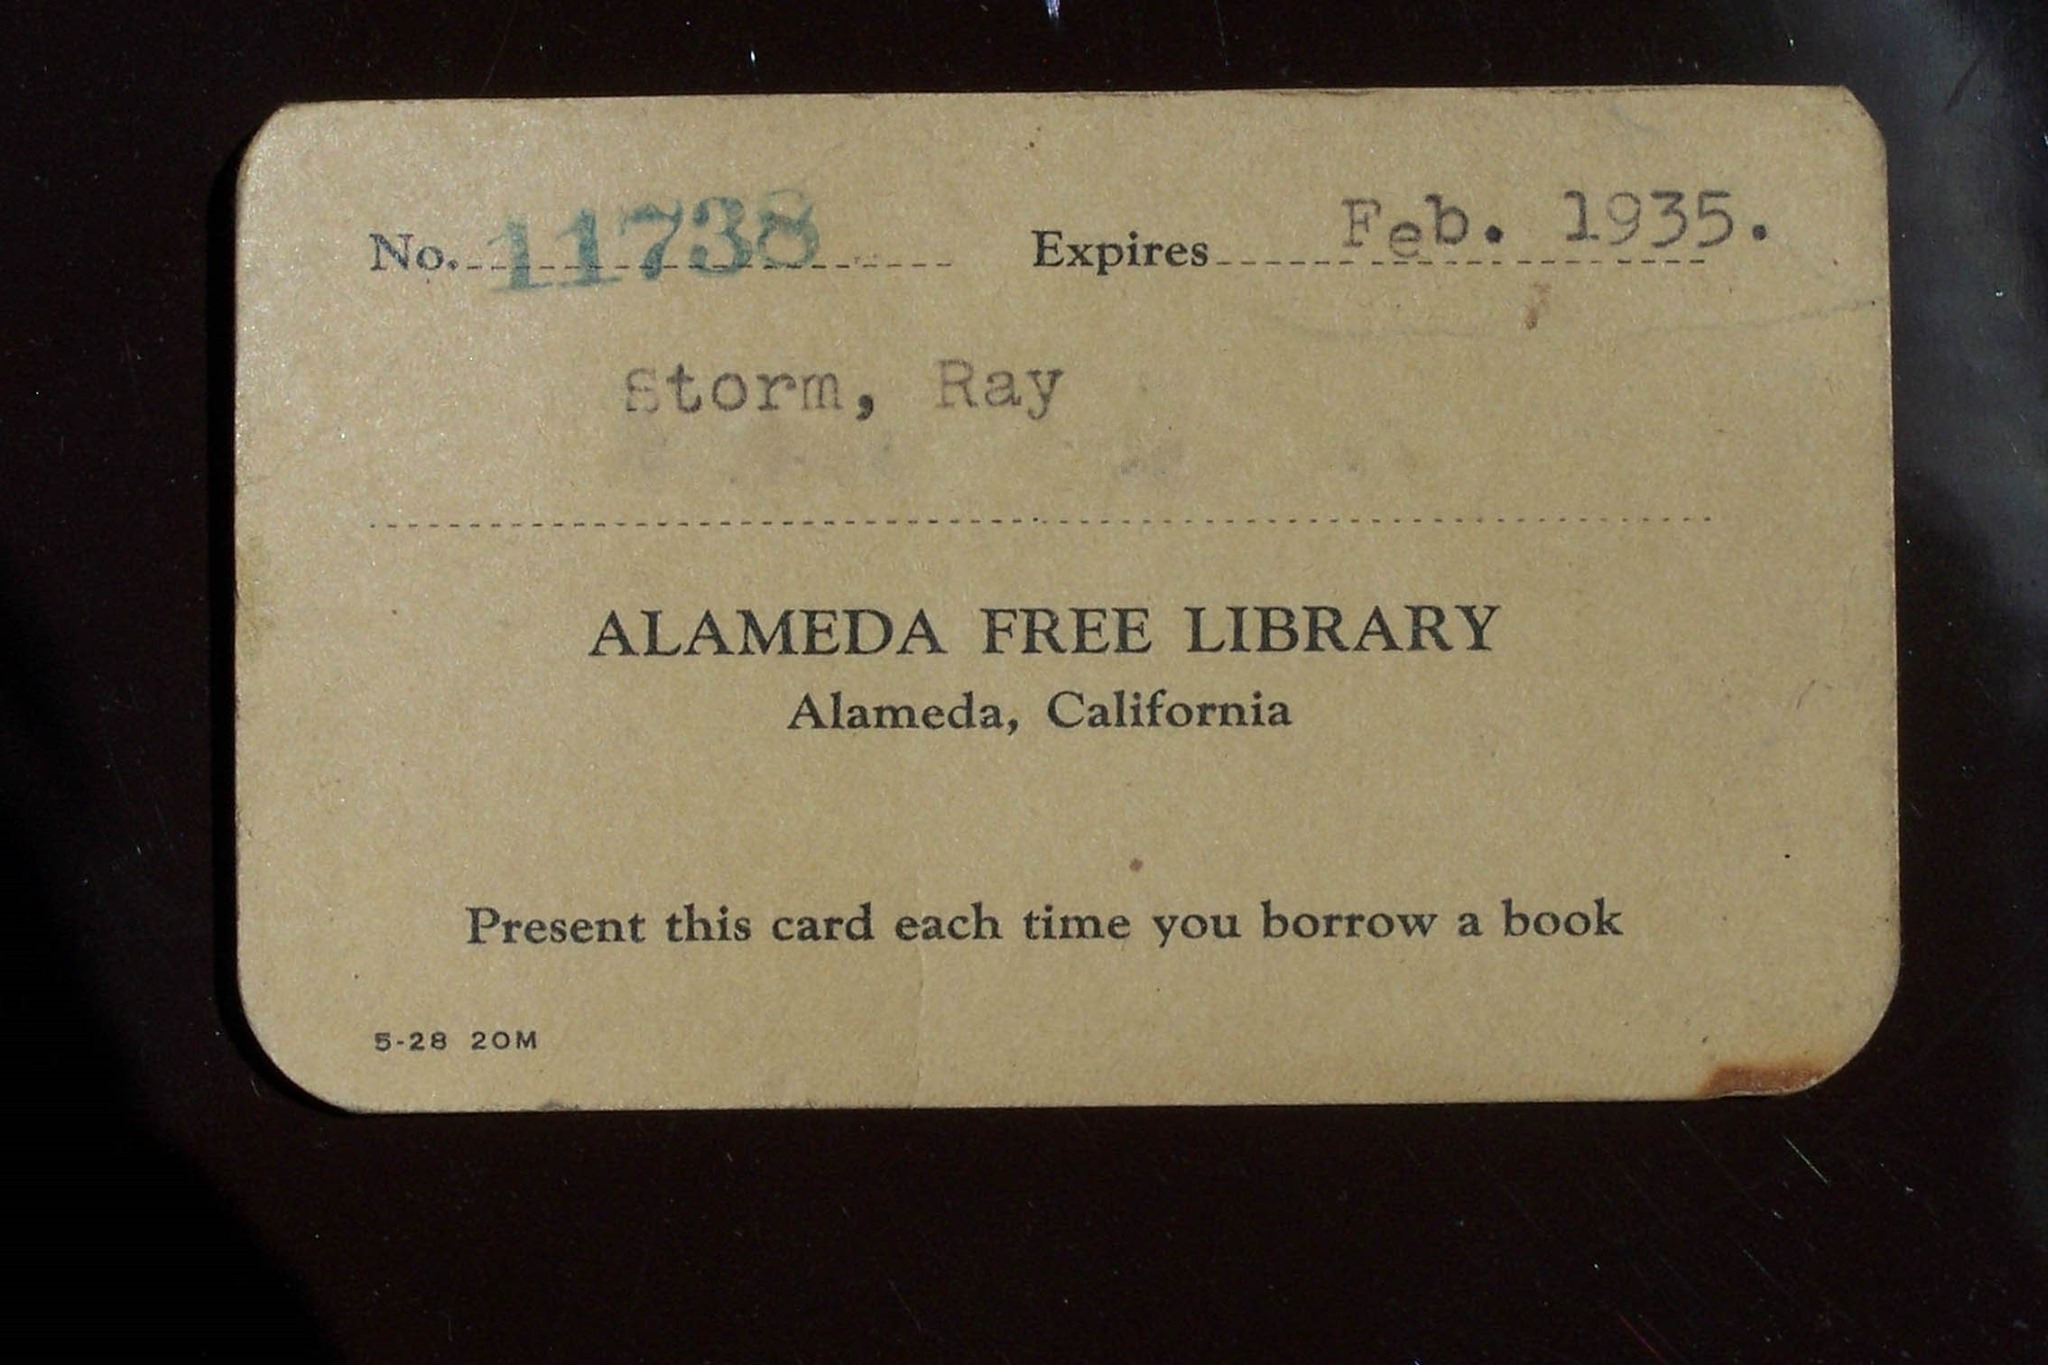 No. 11738 Expires Feb. 1935.
Storm, Ray
ALAMEDA FREE LIBRARY
Alameda, California
Present this card each time you borrow a book
5-28 20M